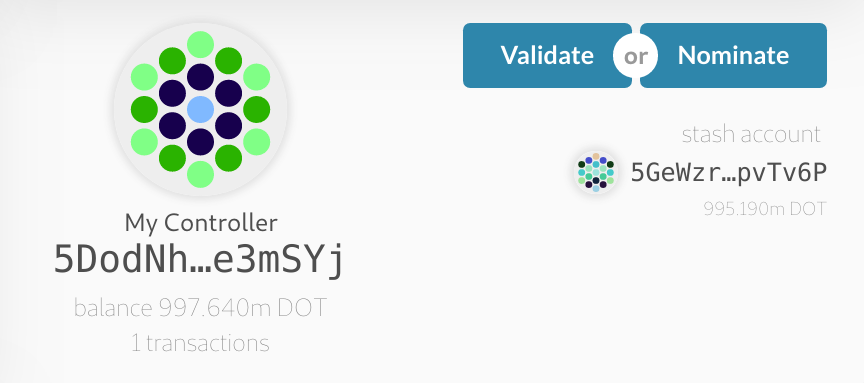 Validate or Nominate
stash account
5GeWzr…pvTv6P
995.190m DOT
My Controller
5DodNh…e3mSYj
balance 997.640m DOT
1 transactions